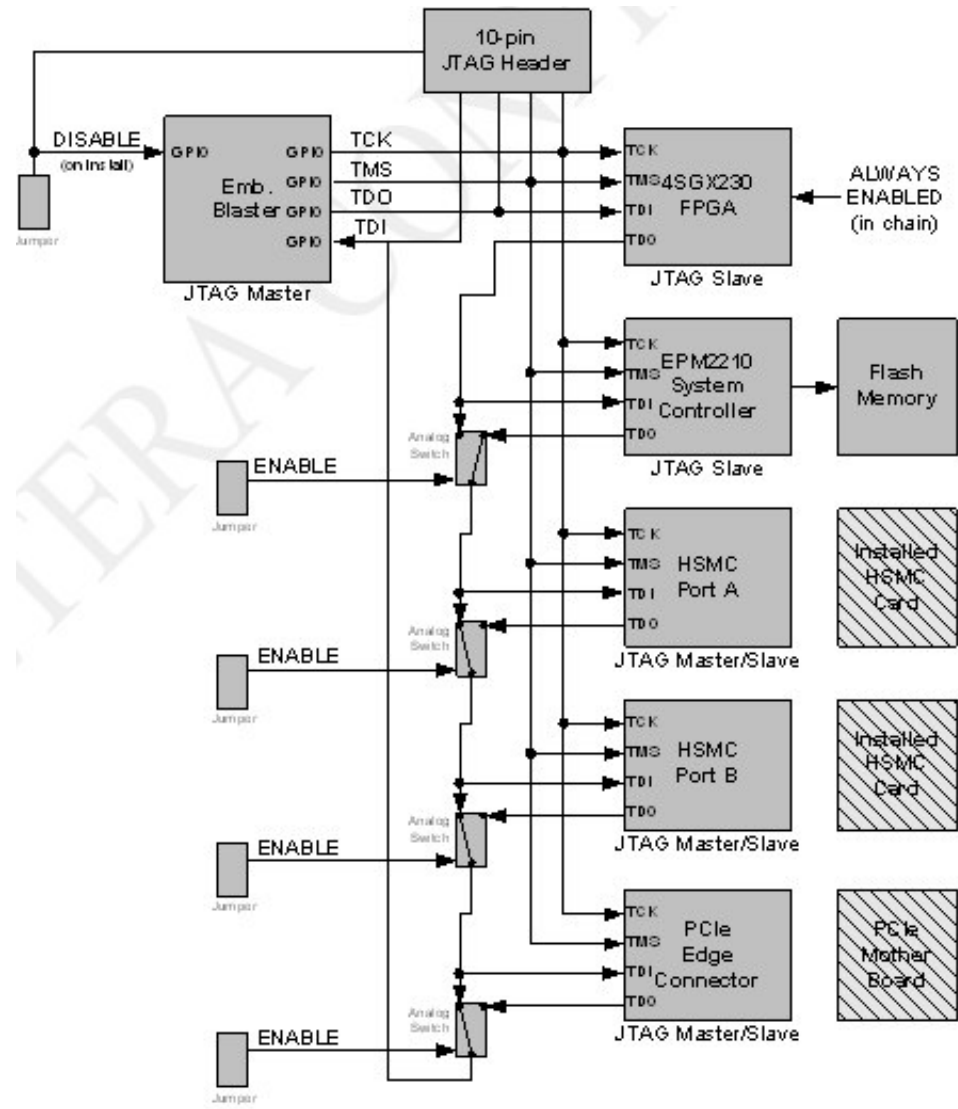 10-pin
JTAG Header
DISABLE
(on Install)
Jumper
GPIO
GPIO
GPIO
GPIO
GPIO
Emb.
Blaster
JTAG Master
TCK
TMS
TDO
TDI
TCK
TMS
TDI
TDO
4SGX230
FPGA
JTAG Slave
ALWAYS
ENABLED
(in chain)
TCK
TMS
TDI
TDO
EPM2210
System
Controller
JTAG Slave
Flash
Memory
Analog
Switch
ENABLE
Jumper
TCK
TMS
TDI
TDO
HSMC
Port A
JTAG Master/Slave
Installed
HSMC
Card
Analog
Switch
ENABLE
Jumper
TCK
TMS
TDI
TDO
HSMC
Port B
JTAG Master/Slave
Installed
HSMC
Card
Analog
Switch
ENABLE
Jumper
TCK
TMS
TDI
TDO
PCIe
Edge
Connector
JTAG Master/Slave
PCIe
Mother
Board
Analog
Switch
ENABLE
Jumper